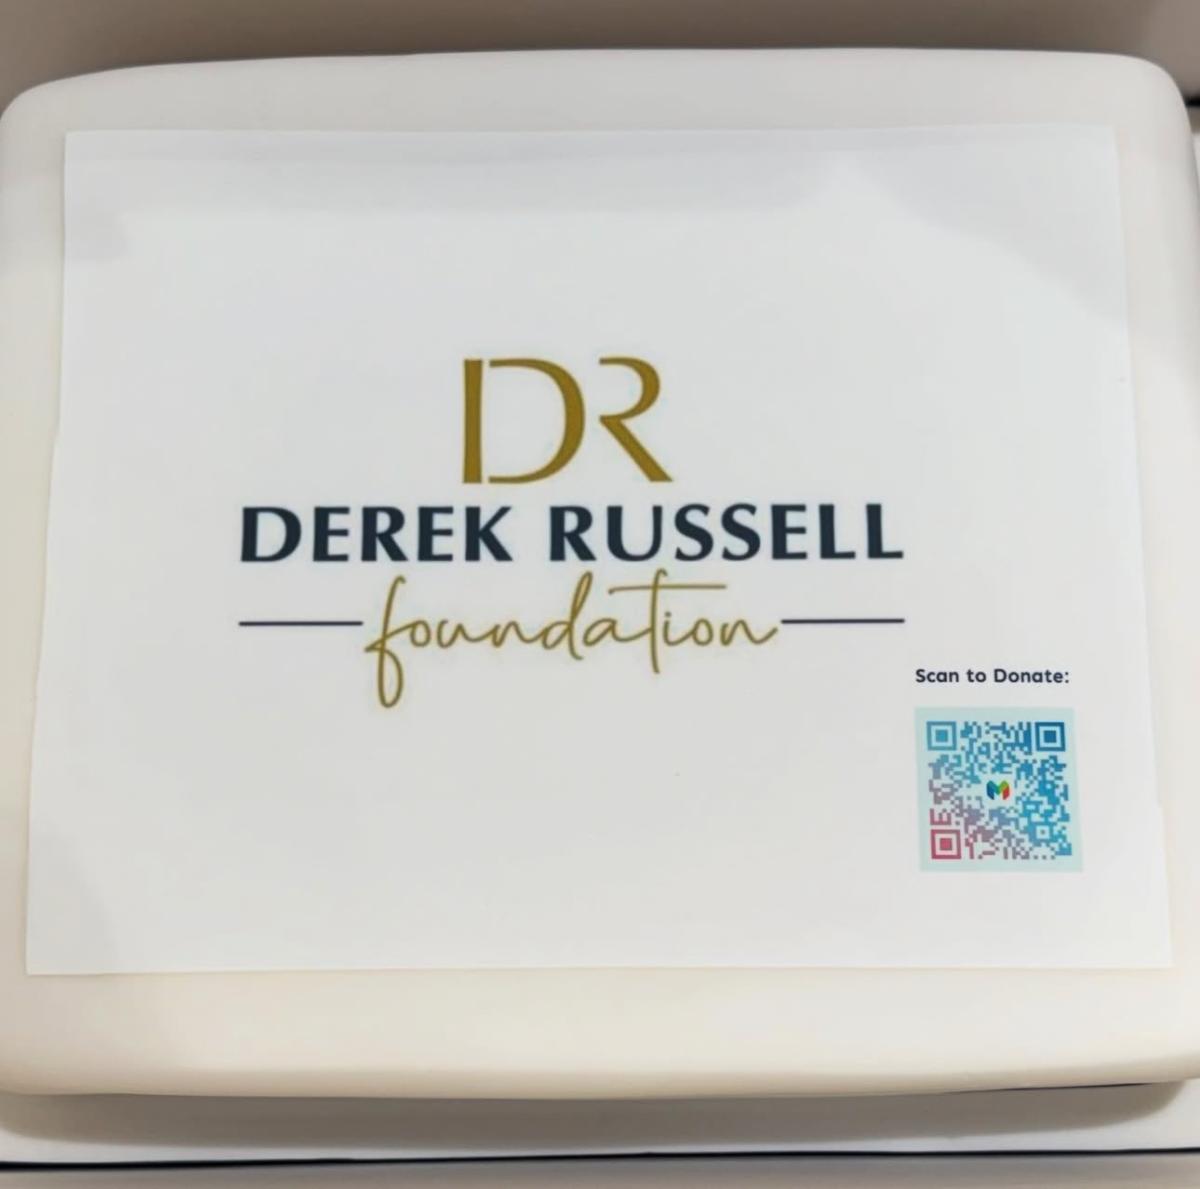 DR
DEREK RUSSELL
foundation
Scan to Donate: